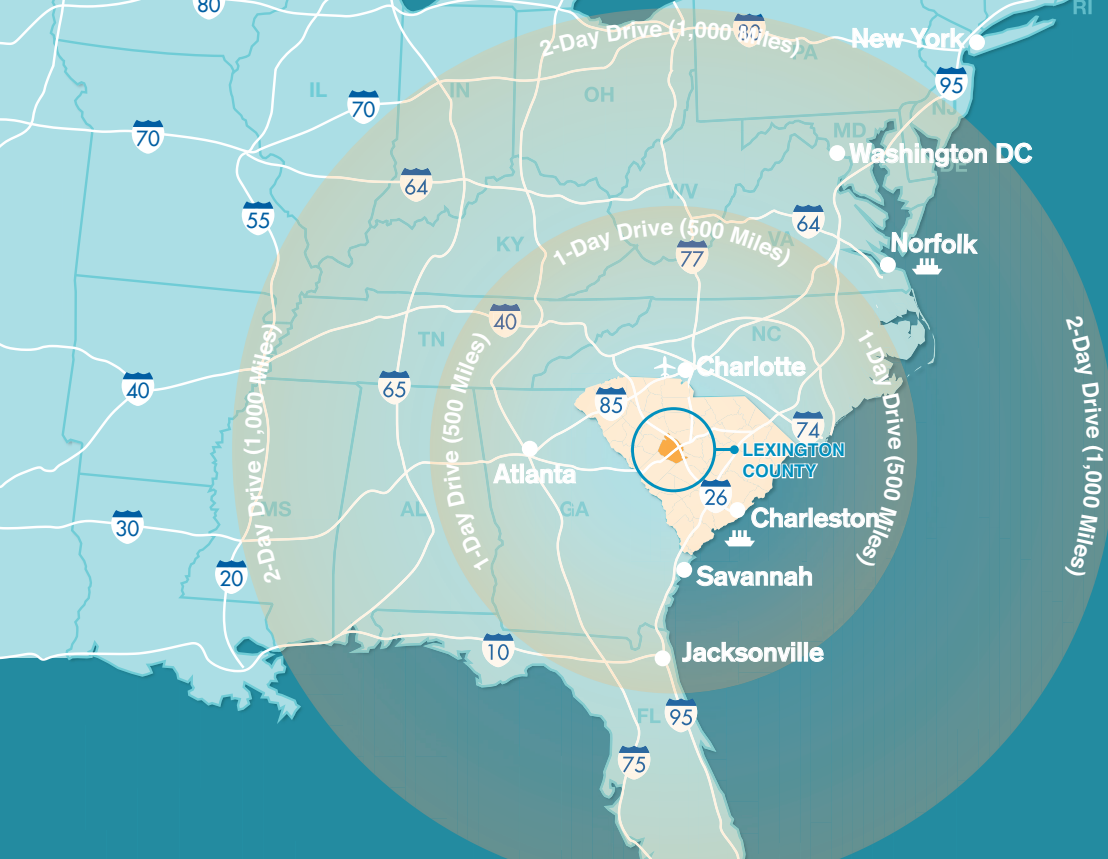 80
RI
2-Day Drive (1,000 Miles)
80
PA
New York
IL
70
IN
OH
95
NJ
70
MD
Washington DC
DE
64
WV
55
64
KY
1-Day Drive (500 Miles)
VA
77
Norfolk
40
TN
NC
2-Day Drive (1,000 Miles)
1-Day Drive (500 Miles)
1-Day Drive (500 Miles)
2-Day Drive (1,000 Miles)
Charlotte
40
65
85
74
LEXINGTON
COUNTY
Atlanta
26
MS
AL
GA
Charleston
30
20
Savannah
10
Jacksonville
FL
95
75